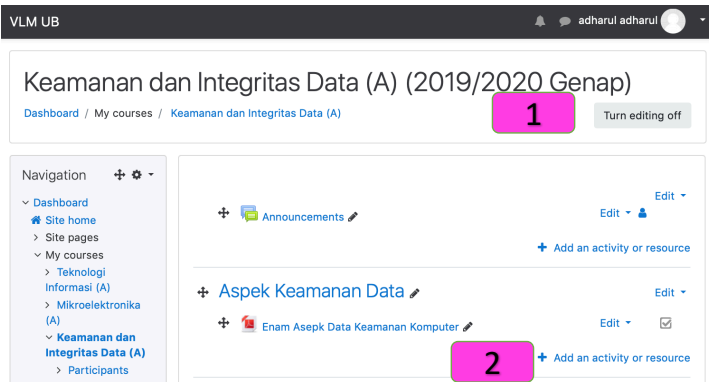 VLM UB
adharul adharul
Keamanan dan Integritas Data (A) (2019/2020 Genap)
Dashboard / My courses / Keamanan dan Integritas Data (A)
1
Turn editing off
Navigation
Dashboard
Site home
Site pages
My courses
Teknologi
Informasi (A)
Mikroelektronika
(A)
Keamanan dan
Integritas Data (A)
Participants
Edit
Announcements
Edit
Add an activity or resource
Aspek Keamanan Data
Edit
Enam Asepk Data Keamanan Komputer
Edit
2
Add an activity or resource